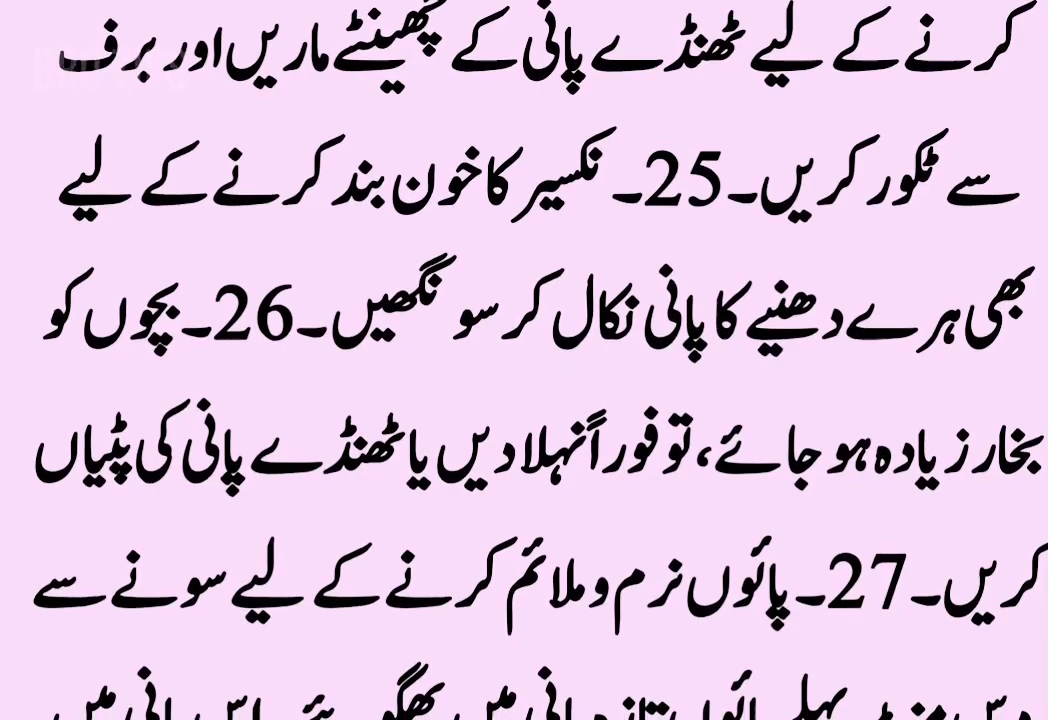 کرنے کے لیے ٹھنڈے پانی کے چھینٹے ماریں اور برف
سے ٹکور کریں۔25۔ نکسیر کا خون بند کرنے کے لیے
بھی ہرے دھنیے کا پانی نکال کر سونگھیں۔26۔بچوں کو
بخار زیادہ ہو جائے، تو فوراً نہلا دیں یا ٹھنڈے پانی کی پٹیاں
کریں۔27۔ پائوں نرم و ملائم کرنے کے لیے سونے سے